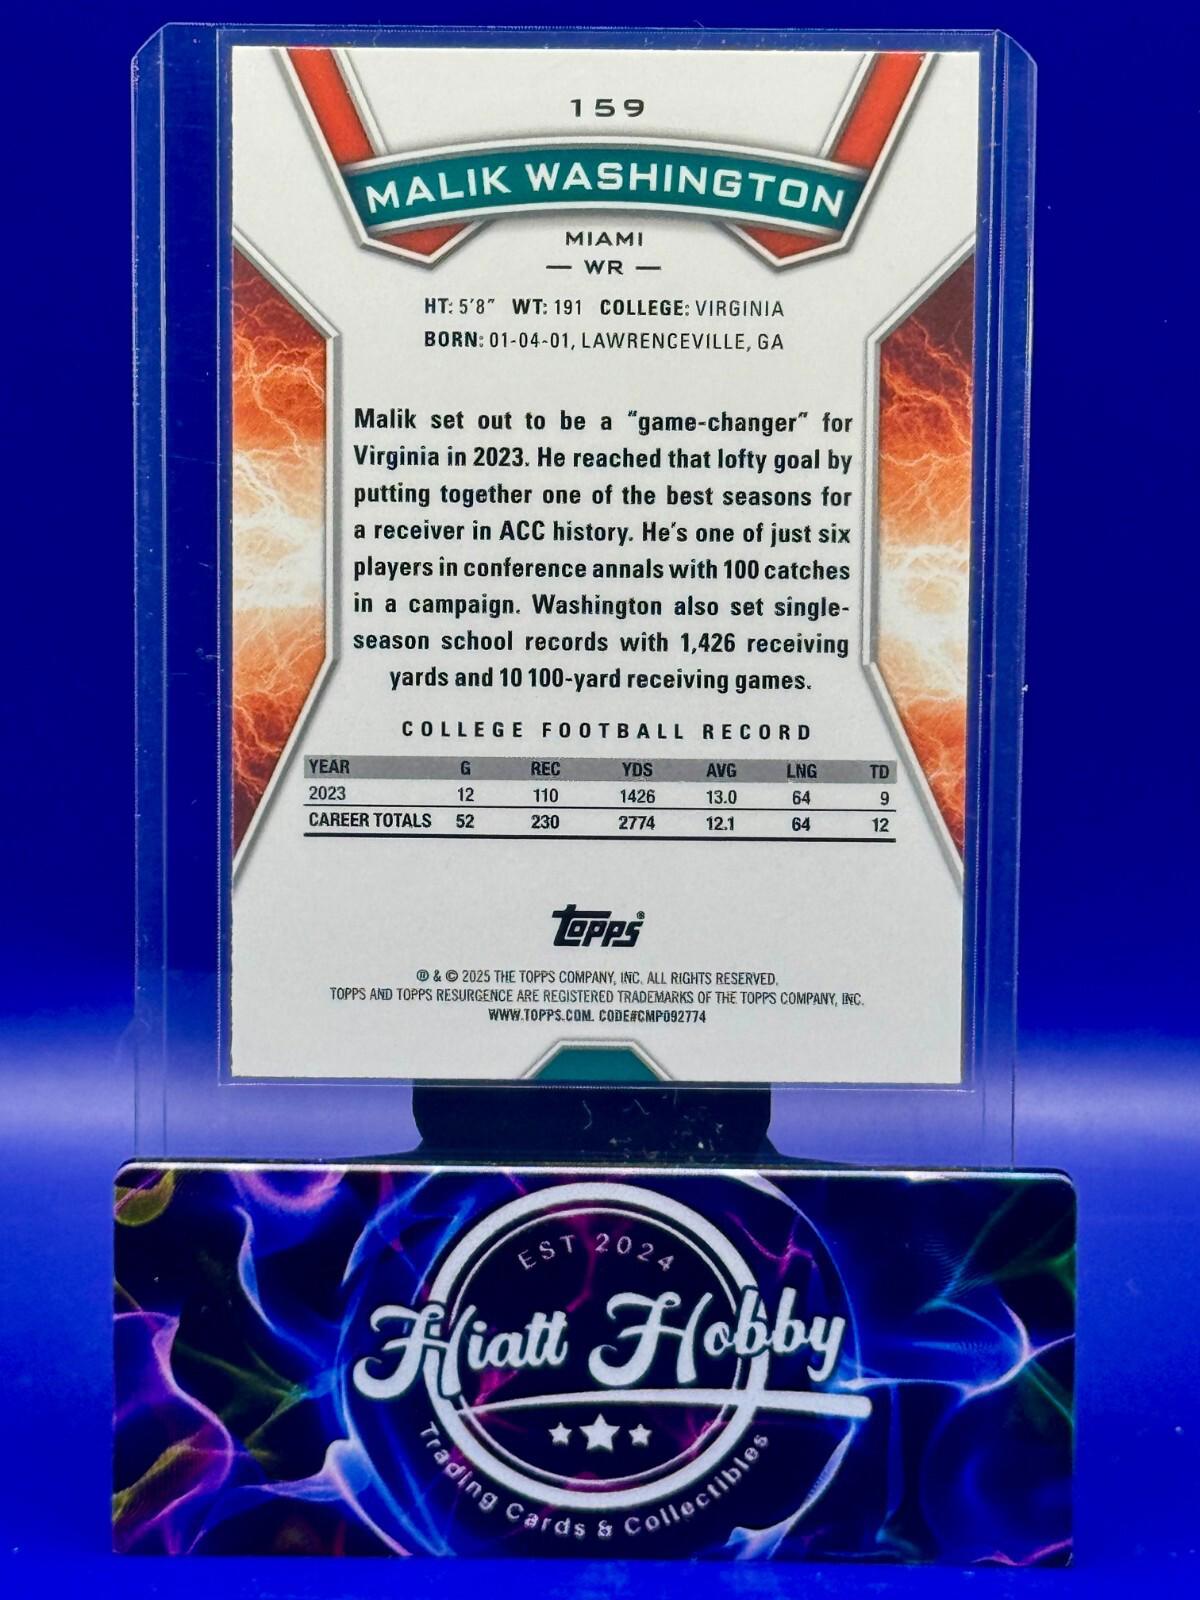 159
MALIK WASHINGTON
MIAMI
— WR —
HT: 5'8" WT: 191 COLLEGE: VIRGINIA
BORN: 01-04-01, LAWRENCEVILLE, GA
Malik set out to be a "game-changer" for
Virginia in 2023. He reached that lofty goal by
putting together one of the best seasons for
a receiver in ACC history. He's one of just six
players in conference annals with 100 catches
in a campaign. Washington also set single-
season school records with 1,426 receiving
yards and 10 100-yard receiving games.
COLLEGE FOOTBALL RECORD
YEAR G REC YDS AVG LNG TD
2023 12 110 1426 13.0 64 9
CAREER TOTALS 52 230 2774 12.1 64 12
Topps®
® & © 2025 THE TOPPS COMPANY, INC. ALL RIGHTS RESERVED.
TOPPS AND TOPPS RESURGENCE ARE REGISTERED TRADEMARKS OF THE TOPPS COMPANY, INC.
WWW.TOPPS.COM. CODE#CMP092774
EST 2024
Hiatt Hobby
Trading Cards & Collectibles